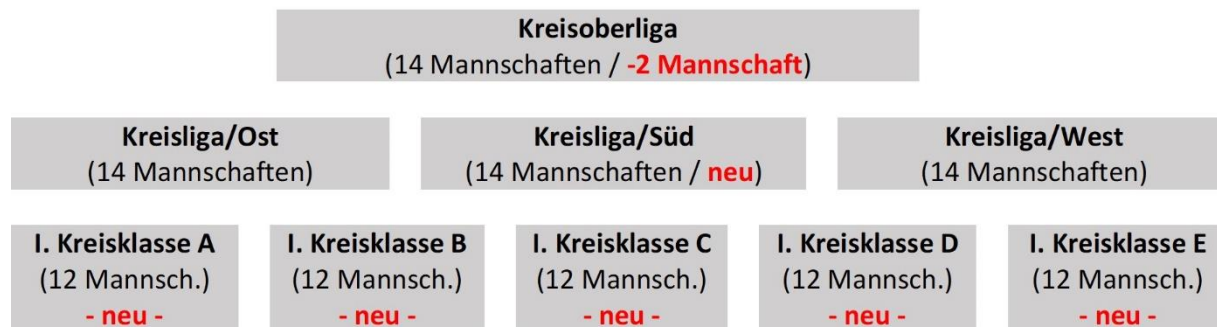 Kreisoberliga
(14 Mannschaften / -2 Mannschaft)
Kreisliga/Ost
(14 Mannschaften)
Kreisliga/Süd
(14 Mannschaften / neu)
Kreisliga/West
(14 Mannschaften)
I. Kreisklasse A
(12 Mannsch.)
- neu -
I. Kreisklasse B
(12 Mannsch.)
- neu -
I. Kreisklasse C
(12 Mannsch.)
- neu -
I. Kreisklasse D
(12 Mannsch.)
- neu -
I. Kreisklasse E
(12 Mannsch.)
- neu -